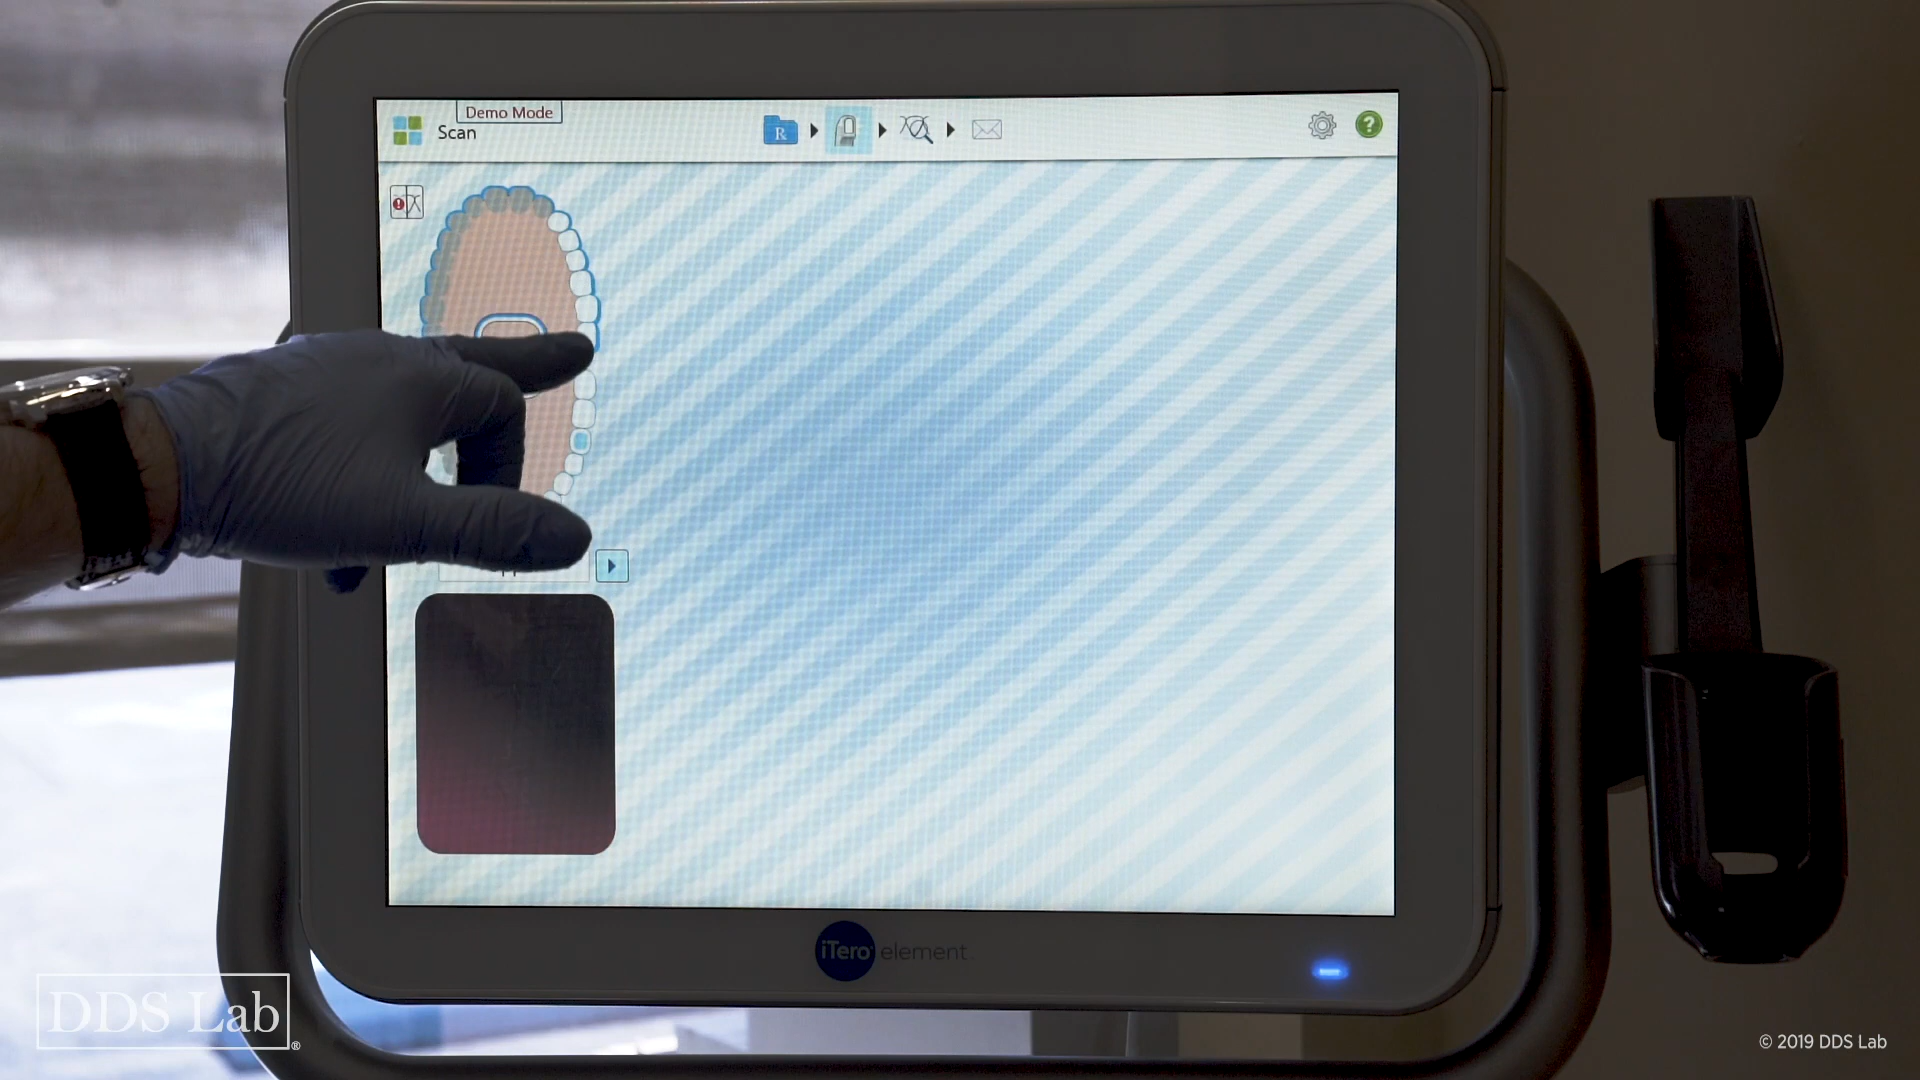 Demo Mode
Scan
R
?
iTero element
DDS Lab®
© 2019 DDS Lab